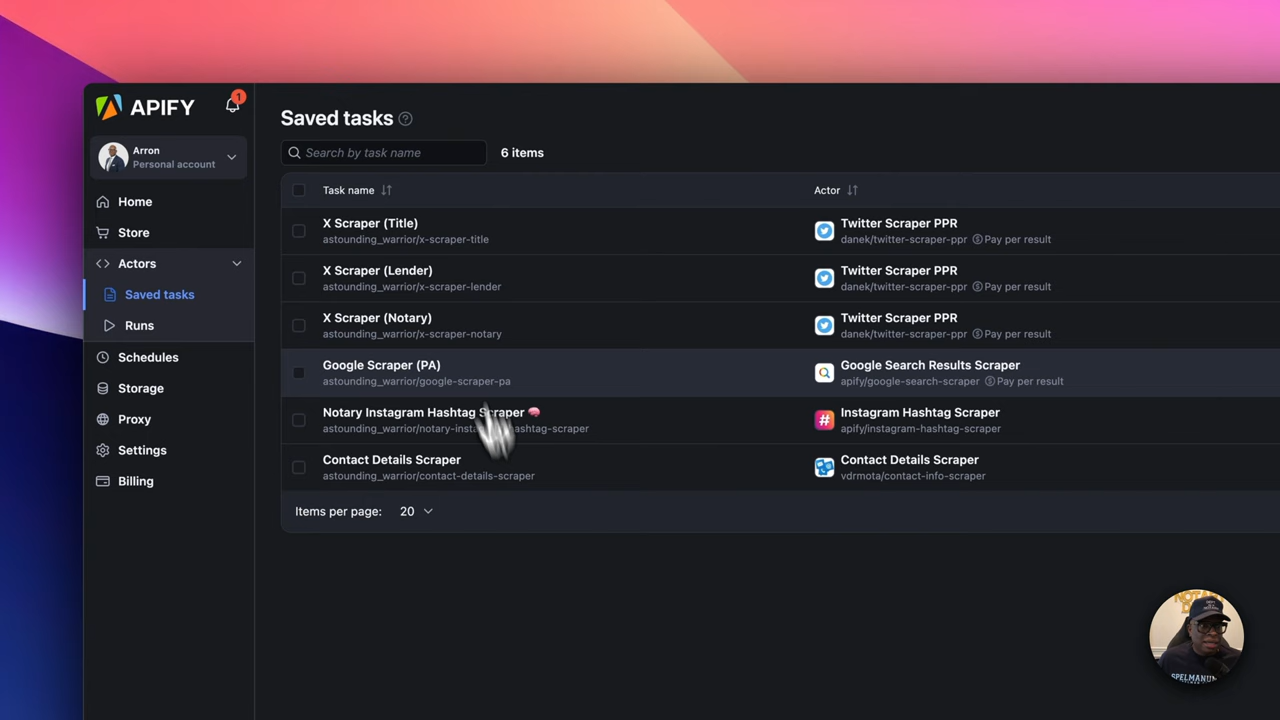 APIFY
1
Arron
Personal account
Home
Store
Actors
Saved tasks
Runs
Schedules
Storage
Proxy
Settings
Billing
Saved tasks
Search by task name
6 items
Task name
Actor
X Scraper (Title)
astounding_warrior/x-scraper-title
Twitter Scraper PPR
danek/twitter-scraper-ppr Pay per result
X Scraper (Lender)
astounding_warrior/x-scraper-lender
Twitter Scraper PPR
danek/twitter-scraper-ppr Pay per result
X Scraper (Notary)
astounding_warrior/x-scraper-notary
Twitter Scraper PPR
danek/twitter-scraper-ppr Pay per result
Google Scraper (PA)
astounding_warrior/google-scraper-pa
Google Search Results Scraper
apify/google-search-scraper Pay per result
Notary Instagram Hashtag Scraper 🧠
Instagram Hashtag Scraper
apify/instagram-hashtag-scraper
Contact Details Scraper
astounding_warrior/contact-details-scraper
Contact Details Scraper
vdrmota/contact-info-scraper
Items per page: 20